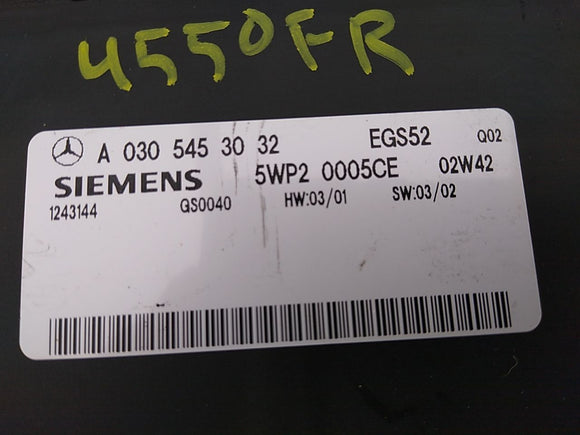 4550FR
A 030 545 30 32 EGS52 Q02
SIEMENS 5WP2 0005CE 02W42
1243144 GS0040 HW:03/01 SW:03/02